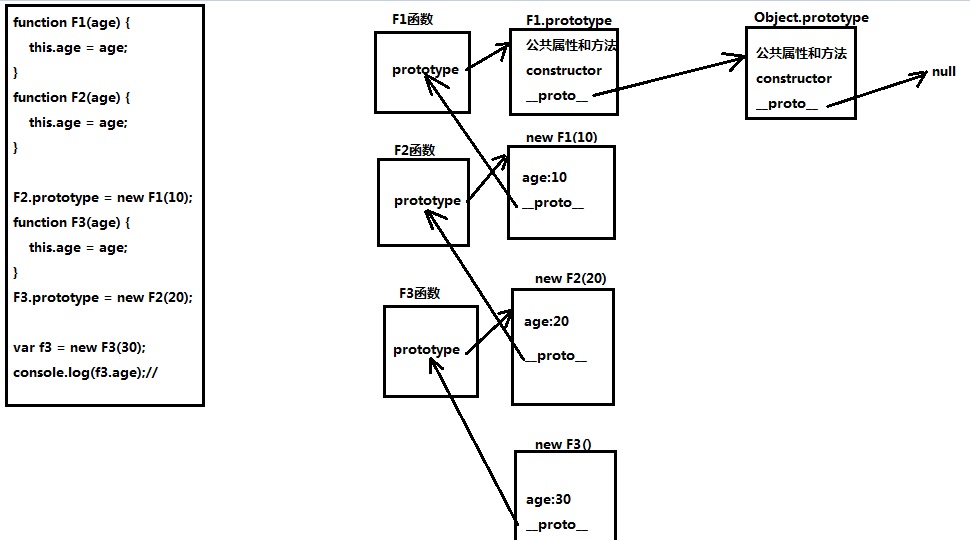 function F1(age) {
this.age = age;
}
function F2(age) {
this.age = age;
}
F2.prototype = new F1(10);
function F3(age) {
this.age = age;
}
F3.prototype = new F2(20);
var f3 = new F3(30);
console.log(f3.age);//
F1函数
prototype
F1.prototype
公共属性和方法
constructor
__proto__
Object.prototype
公共属性和方法
constructor
__proto__
null
F2函数
prototype
new F1(10)
age:10
__proto__
F3函数
prototype
new F2(20)
age:20
__proto__
new F3()
age:30
__proto__